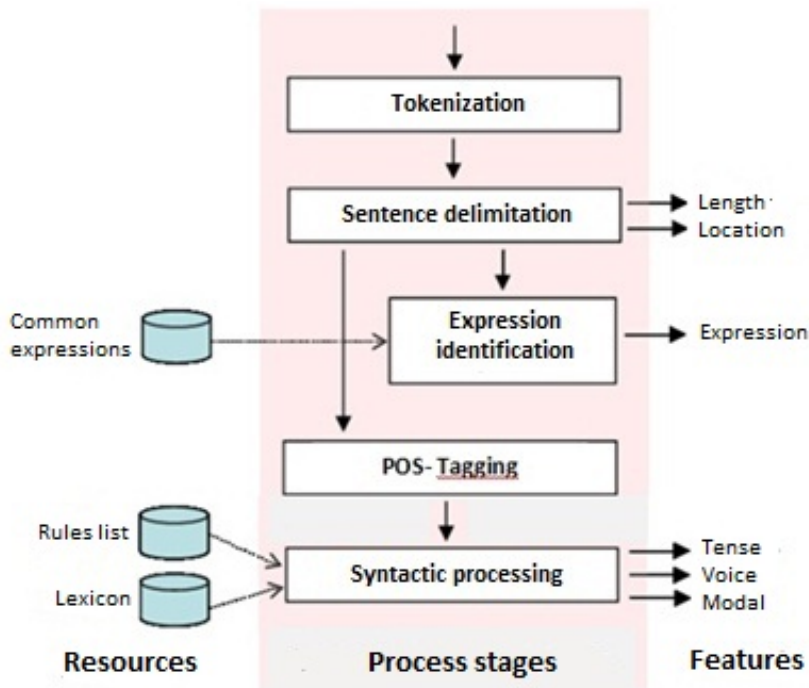 Tokenization
Sentence delimitation
Length
Location
Common
expressions
Expression
identification
Expression
POS- Tagging
Rules list
Lexicon
Syntactic processing
Tense
Voice
Modal
Resources
Process stages
Features